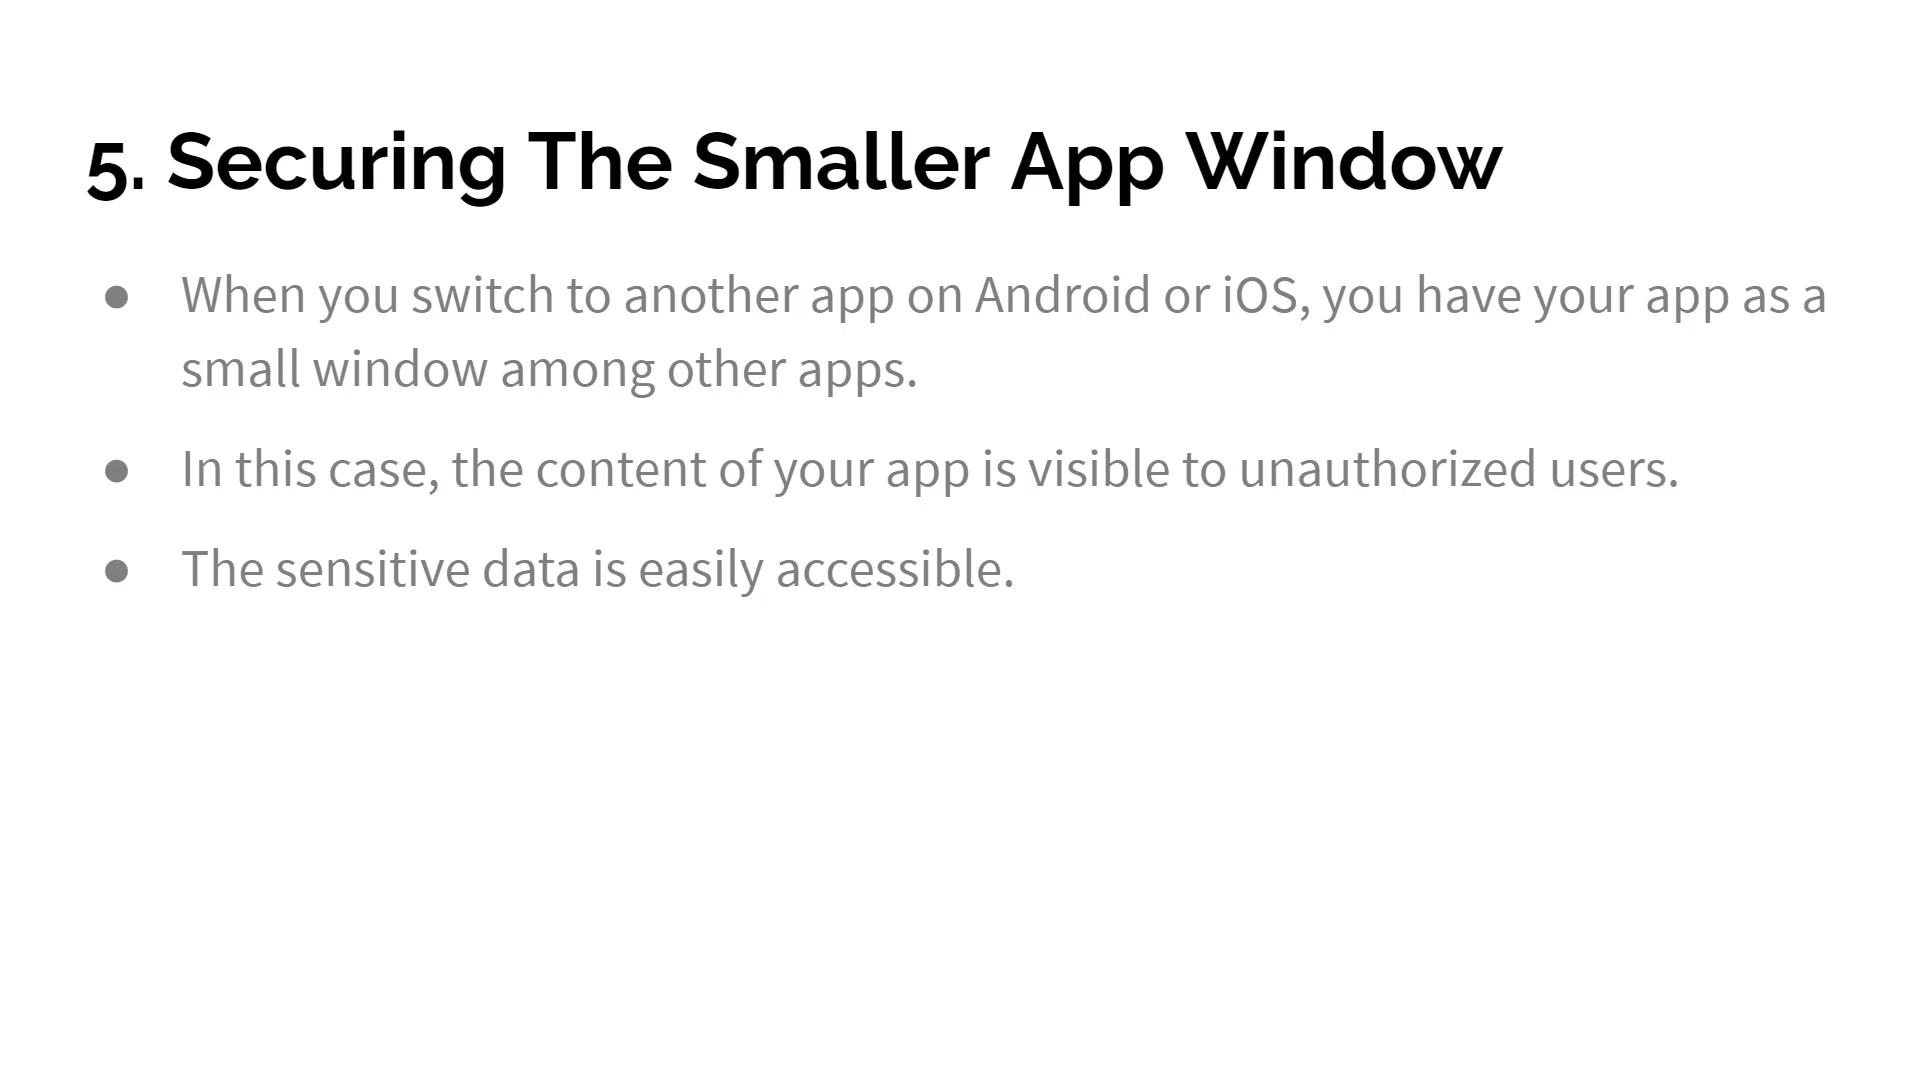 5. Securing The Smaller App Window
● When you switch to another app on Android or iOS, you have your app as a
small window among other apps.
● In this case, the content of your app is visible to unauthorized users.
● The sensitive data is easily accessible.